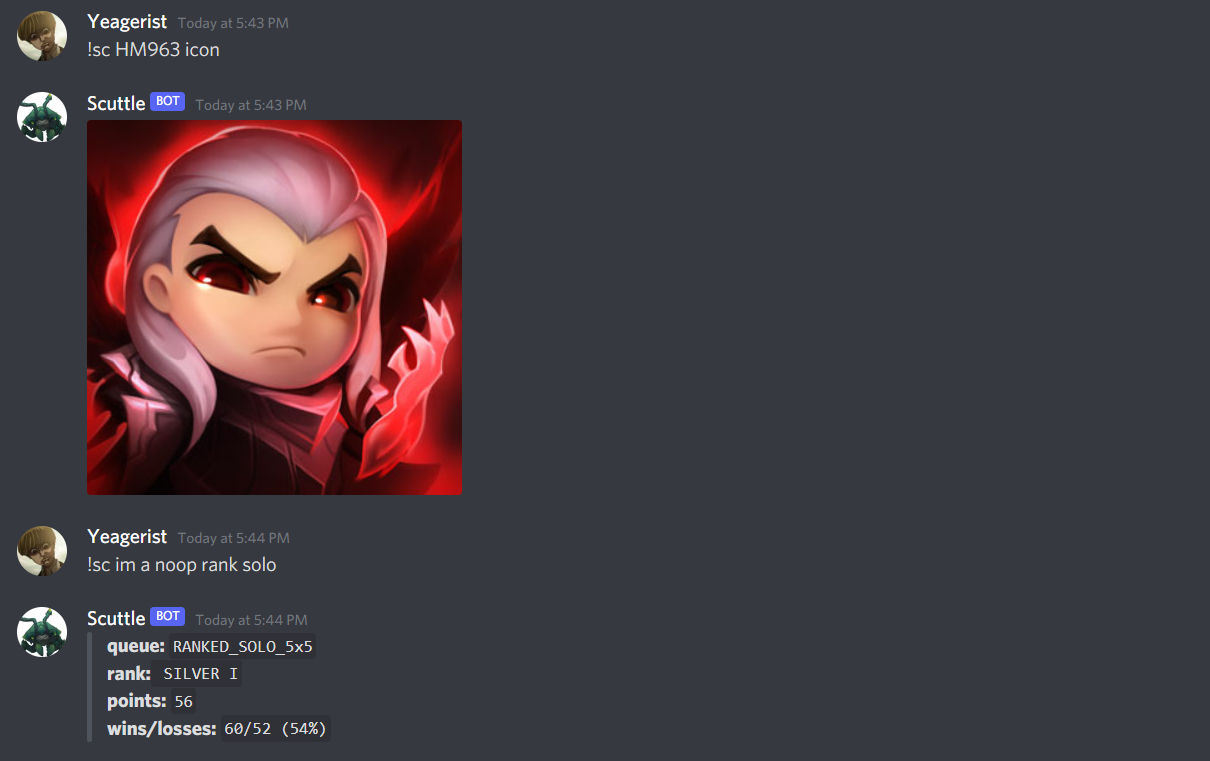 Yeagerist Today at 5:43 PM
!sc HM963 icon
Scuttle BOT Today at 5:43 PM
Yeagerist Today at 5:44 PM
!sc im a noop rank solo
Scuttle BOT Today at 5:44 PM
queue: RANKED_SOLO_5x5
rank: SILVER I
points: 56
wins/losses: 60/52 (54%)